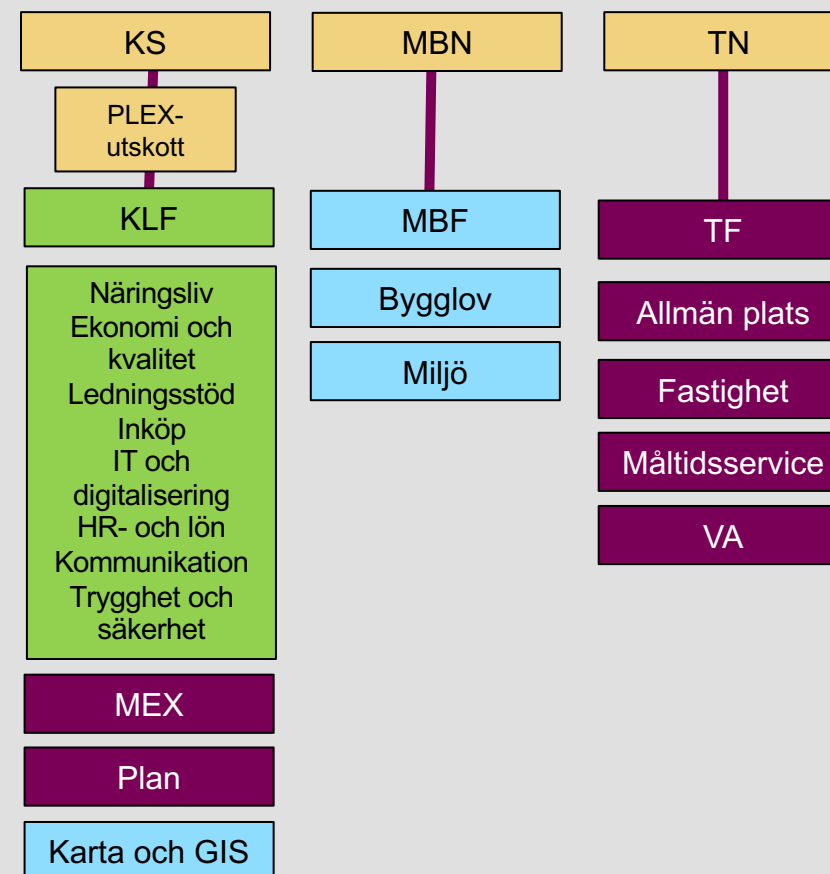 KS
PLEX-
utskott
KLF
Näringsliv
Ekonomi och
kvalitet
Ledningsstöd
Inköp
IT och
digitalisering
HR- och lön
Kommunikation
Trygghet och
säkerhet
MEX
Plan
Karta och GIS
MBN
MBF
Bygglov
Miljö
TN
TF
Allmän plats
Fastighet
Måltidsservice
VA